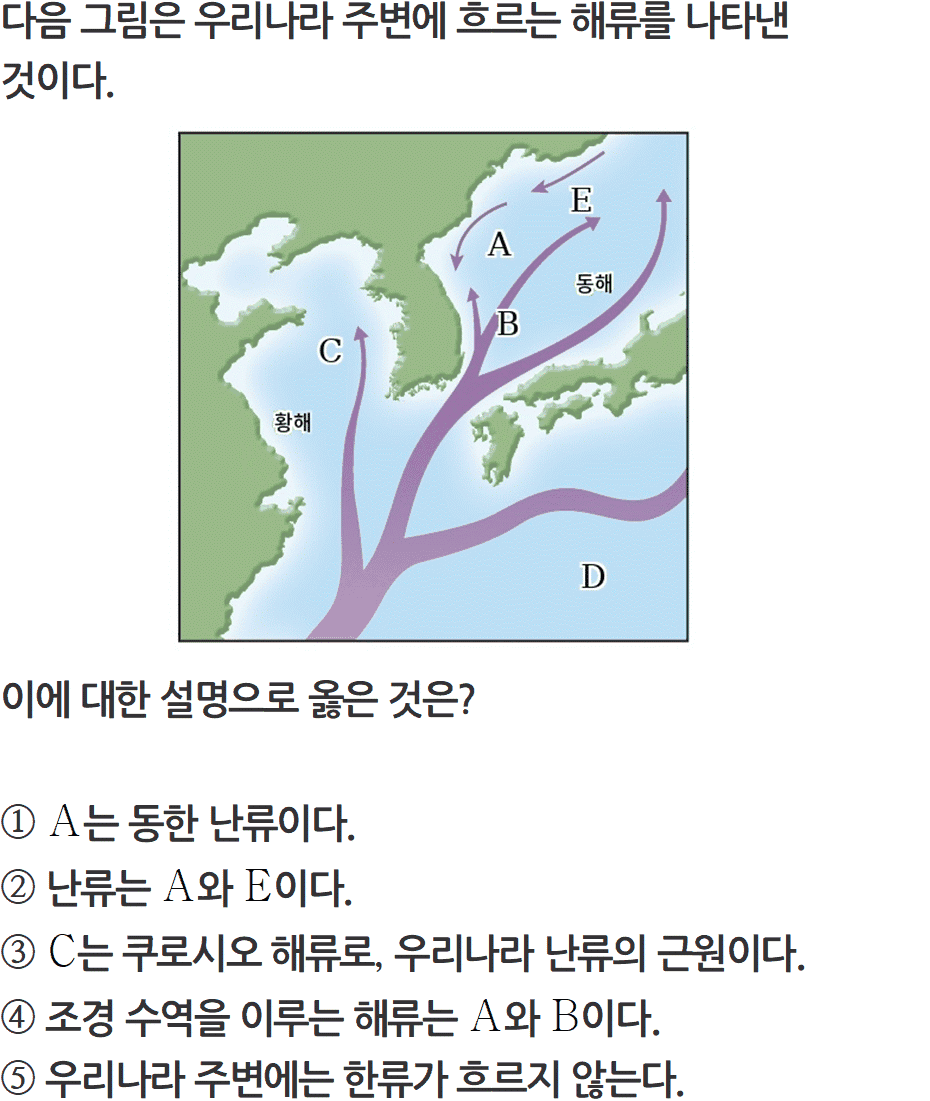 다음 그림은 우리나라 주변에 흐르는 해류를 나타낸
것이다.
E
A
동해
B
C
황해
D
이에 대한 설명으로 옳은 것은?
① A는 동한 난류이다.
② 난류는 A와 E이다.
③ C는 쿠로시오 해류로, 우리나라 난류의 근원이다.
④ 조경 수역을 이루는 해류는 A와 B이다.
⑤ 우리나라 주변에는 한류가 흐르지 않는다.